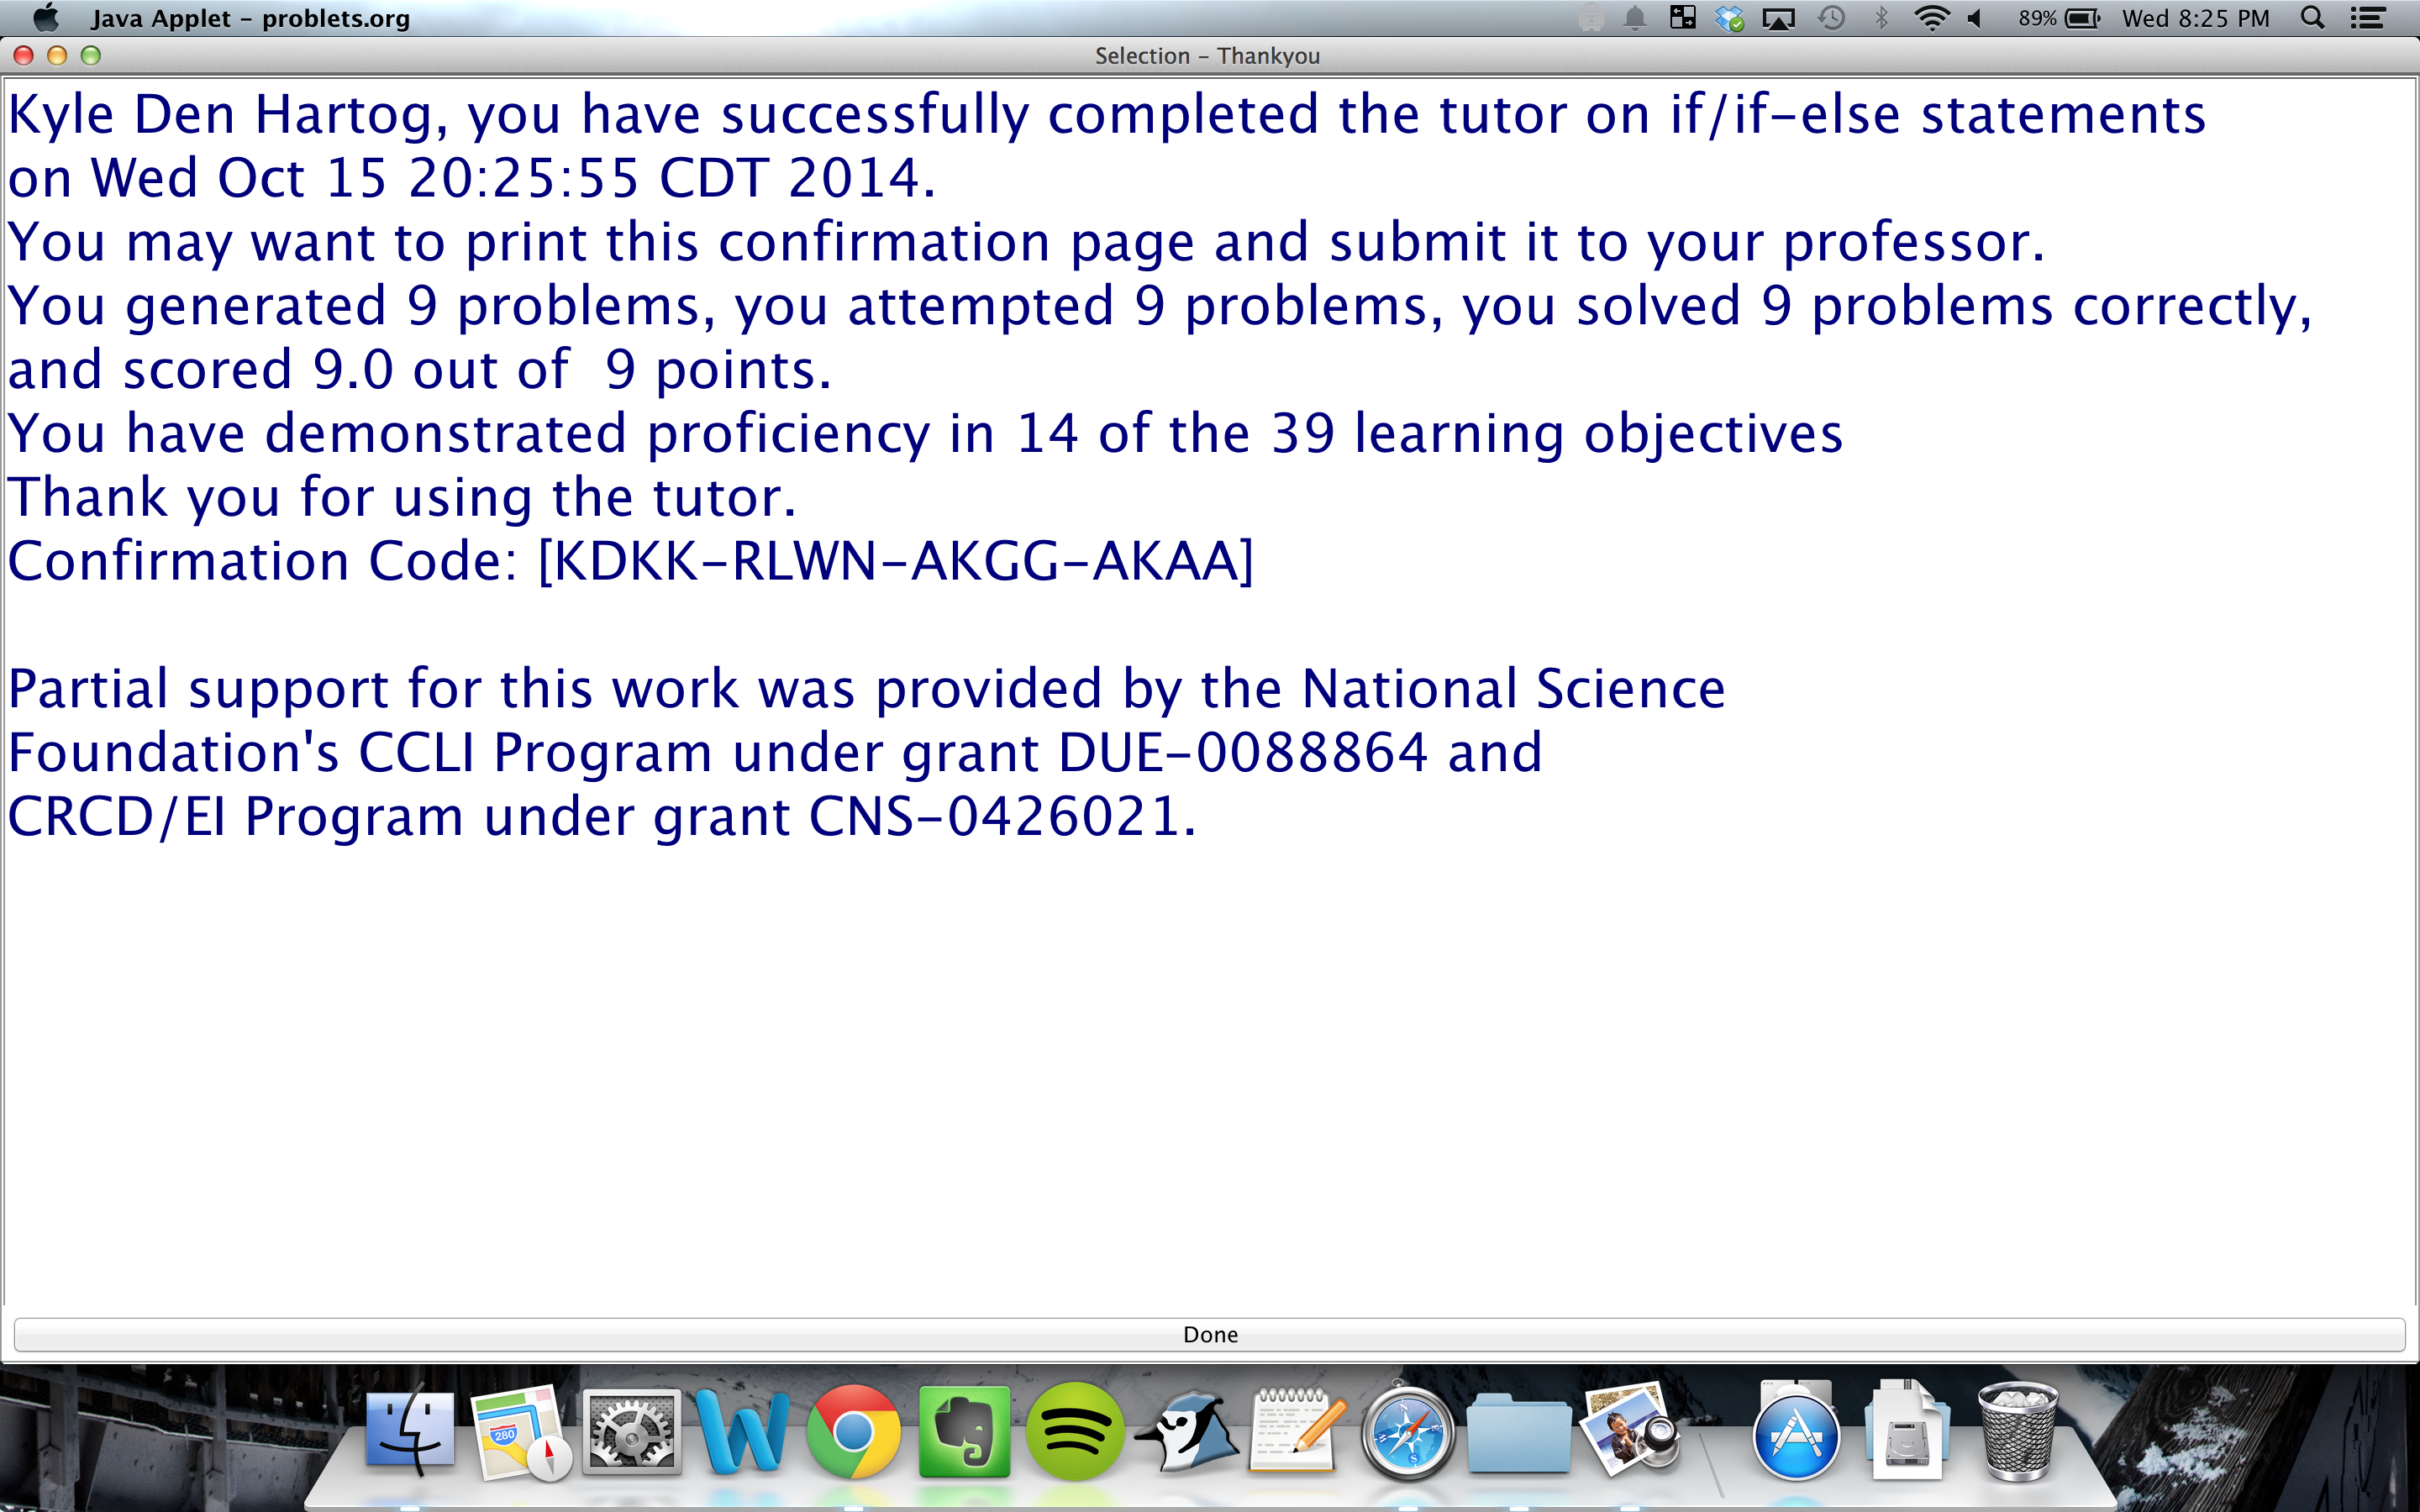 Java Applet - problets.org
89%
Wed 8:25 PM
Selection - Thankyou
Kyle Den Hartog, you have successfully completed the tutor on if/if-else statements
on Wed Oct 15 20:25:55 CDT 2014.
You may want to print this confirmation page and submit it to your professor.
You generated 9 problems, you attempted 9 problems, you solved 9 problems correctly,
and scored 9.0 out of  9 points.
You have demonstrated proficiency in 14 of the 39 learning objectives
Thank you for using the tutor.
Confirmation Code: [KDKK-RLWN-AKGG-AKAA]
Partial support for this work was provided by the National Science
Foundation's CCLI Program under grant DUE-0088864 and
CRCD/EI Program under grant CNS-0426021.
Done
280